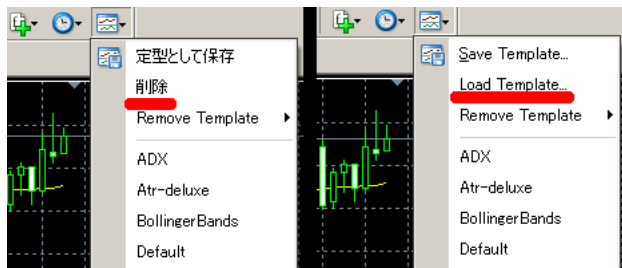 定型として保存
削除
Remove Template
ADX
Atr-deluxe
BollingerBands
Default
Save Template...
Load Template...
Remove Template
ADX
Atr-deluxe
BollingerBands
Default